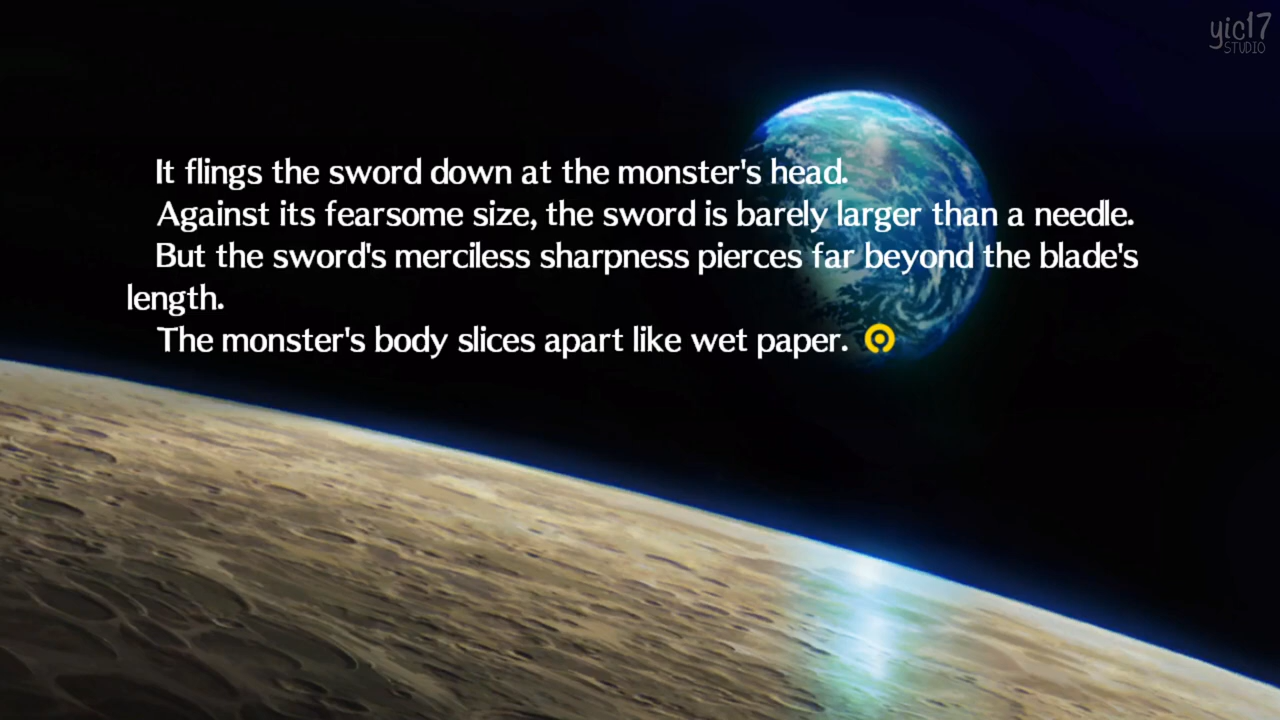 yic17
STUDIO
It flings the sword down at the monster's head.
Against its fearsome size, the sword is barely larger than a needle.
But the sword's merciless sharpness pierces far beyond the blade's
length.
The monster's body slices apart like wet paper.